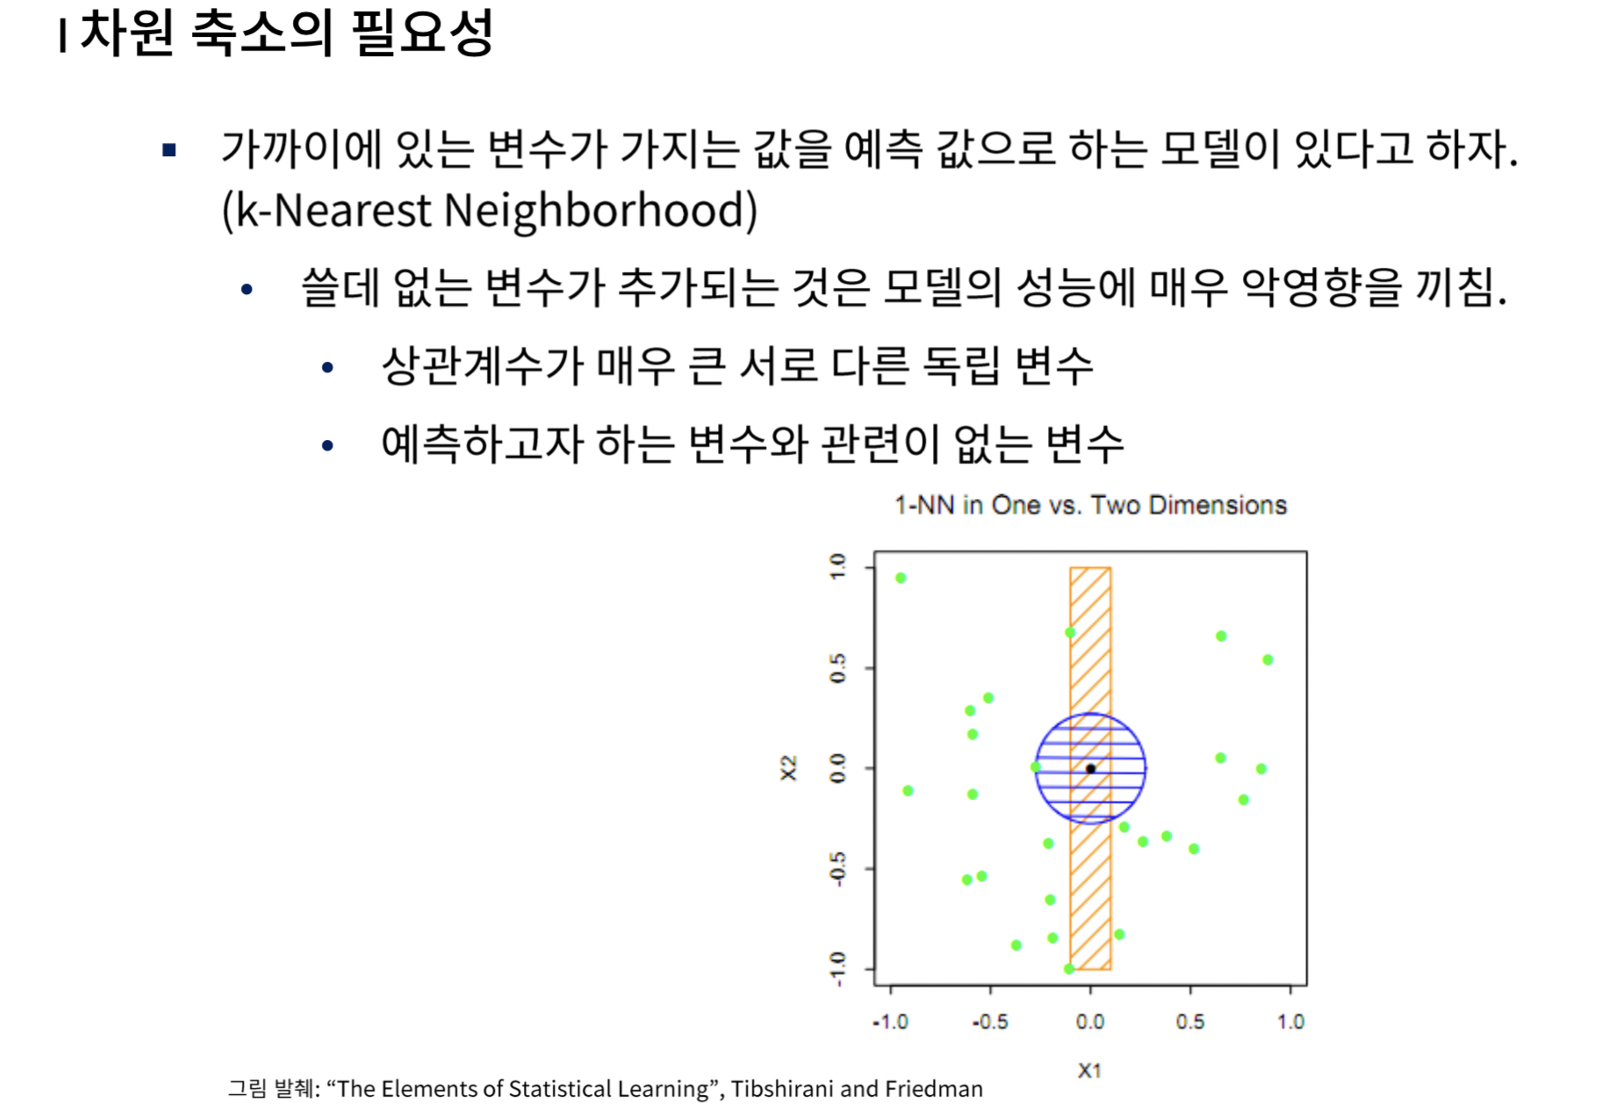 차원 축소의 필요성
가까이에 있는 변수가 가지는 값을 예측 값으로 하는 모델이 있다고 하자.
(k-Nearest Neighborhood)
쓸데 없는 변수가 추가되는 것은 모델의 성능에 매우 악영향을 끼침.
상관계수가 매우 큰 서로 다른 독립 변수
예측하고자 하는 변수와 관련이 없는 변수
1-NN in One vs. Two Dimensions
1.0
0.5
X2
0.0
-0.5
-1.0
-1.0 -0.5 0.0 0.5 1.0
X1
그림 발췌: “The Elements of Statistical Learning”, Tibshirani and Friedman